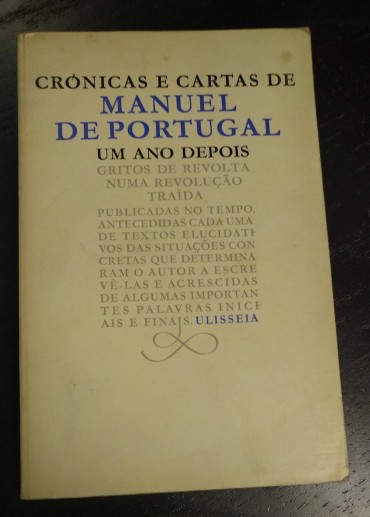 CRÓNICAS E CARTAS DE
MANUEL
DE PORTUGAL
UM ANO DEPOIS
GRITOS DE REVOLTA
NUMA REVOLUÇÃO
TRAÍDA
PUBLICADAS NO TEMPO,
ANTECEDIDAS CADA UMA
DE TEXTOS ELUCIDATI-
VOS DAS SITUAÇÕES CON
CRETAS QUE DETERMINA
RAM O AUTOR A ESCRE
VÊ-LAS E ACRESCIDAS
DE ALGUMAS IMPORTAN
TES PALAVRAS INICI-
AIS E FINAIS. ULISSEIA